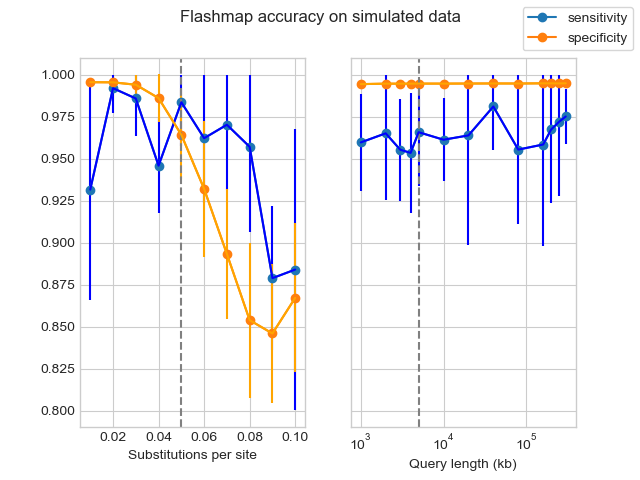 Flashmap accuracy on simulated data
sensitivity
specificity
1.000
0.975
0.950
0.925
0.900
0.875
0.850
0.825
0.800
0.02 0.04 0.06 0.08 0.10
Substitutions per site
10³ 10⁴ 10⁵
Query length (kb)